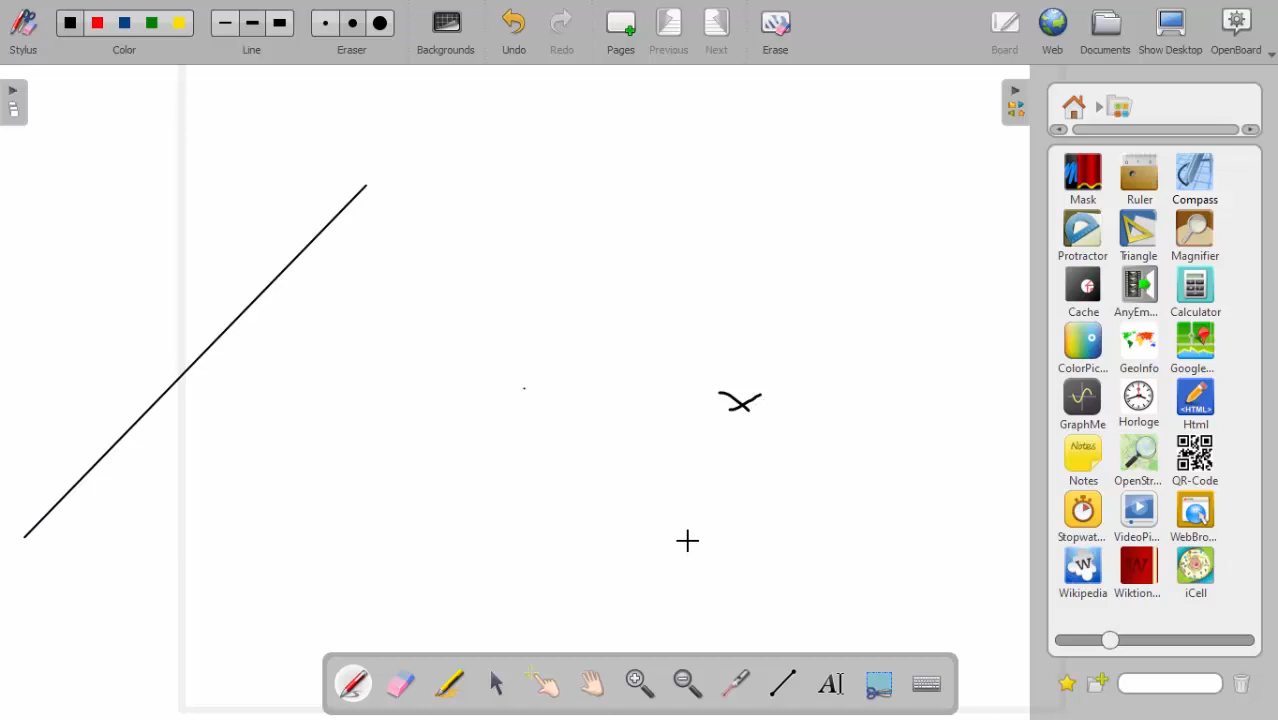 Stylus Color Line Eraser Backgrounds Undo Redo Pages Previous Next Erase Board Web Documents Show Desktop OpenBoard
Mask Ruler Compass
Protractor Triangle Magnifier
Cache AnyEm... Calculator
ColorPic... GeoInfo Google...
GraphMe Horloge Html
Notes OpenStr... QR-Code
Stopwat... VideoPi... WebBro...
Wikipedia Wiktion... iCell